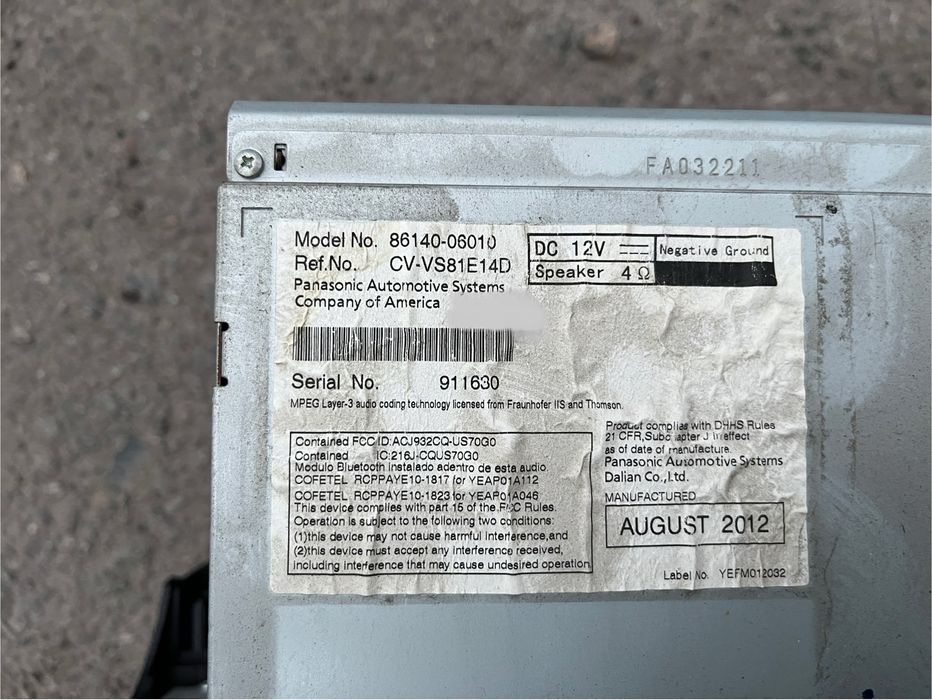 FA032211
Model No. 86140-06010
Ref.No. CV-VS81E14D
Panasonic Automotive Systems
Company of America
DC 12V
Negative Ground
Speaker 4 Ω
Serial No. 911630
MPEG Layer-3 audio coding technology licensed from Fraunhofer IIS and Thomson.
Contained FCC ID:ACJ932CQ-US70G0
Contained IC:216J-CQUS70G0
Modulo Bluetooth instalado adentro de esta audio.
COFETEL RCPPAYE10-1817 for YEAP01A112
COFETEL RCPPAYE10-1823 for YEAP01A046
This device complies with part 15 of the FCC Rules.
Operation is subject to the following two conditions:
(1)this device may not cause harmful interference,and
(2)this device must accept any interference received,
including interference that may cause undesired operation.
Product complies with DHHS Rules
21 CFR,Subchapter J in effect
as of date of manufacture.
Panasonic Automotive Systems
Dalian Co.,Ltd.
MANUFACTURED
AUGUST 2012
Label No. YEFM012032